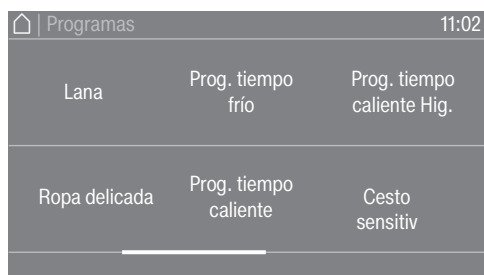 | Programas 11:02
Lana
Prog. tiempo
frío
Prog. tiempo
caliente Hig.
Ropa delicada
Prog. tiempo
caliente
Cesto
sensitiv